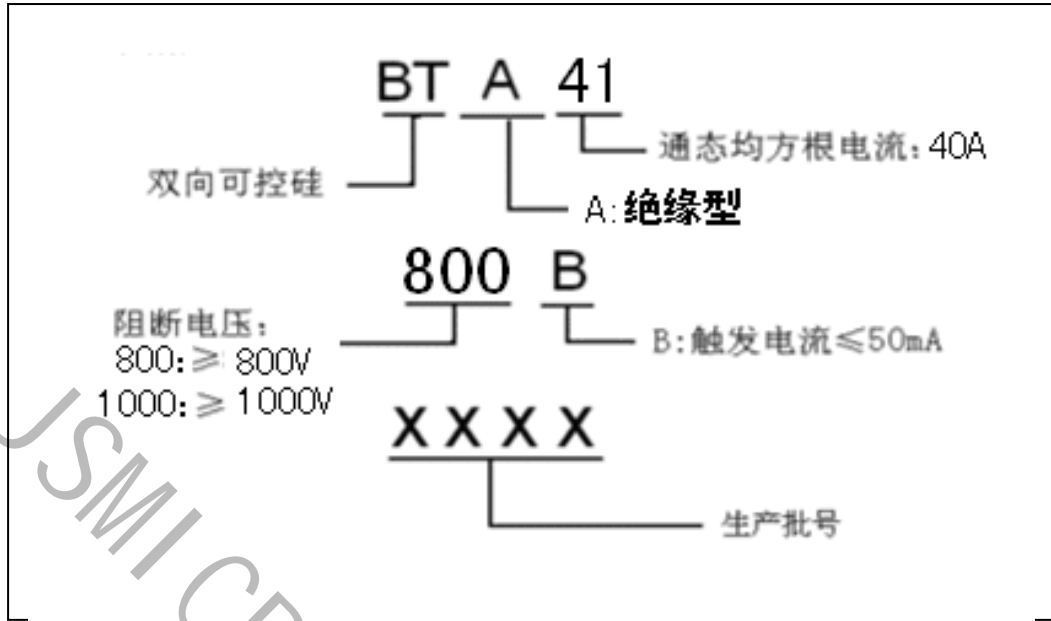 BT A 41
通态均方根电流: 40A
双向可控硅
A:绝缘型
800 B
阻断电压:
800:≥ 800V
1000:≥ 1000V
B:触发电流≤50mA
XXXX
生产批号